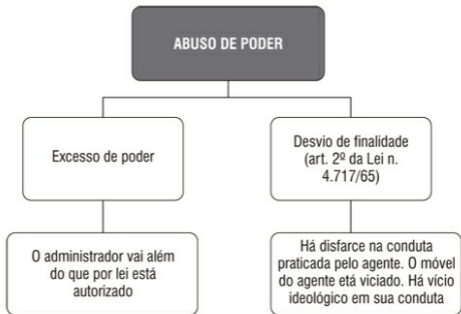 ABUSO DE PODER
Excesso de poder
Desvio de finalidade
(art. 2º da Lei n.
4.717/65)
O administrador vai além
do que por lei está
autorizado
Há disfarce na conduta
praticada pelo agente. O móvel
do agente etá viciado. Há vício
ideológico em sua conduta